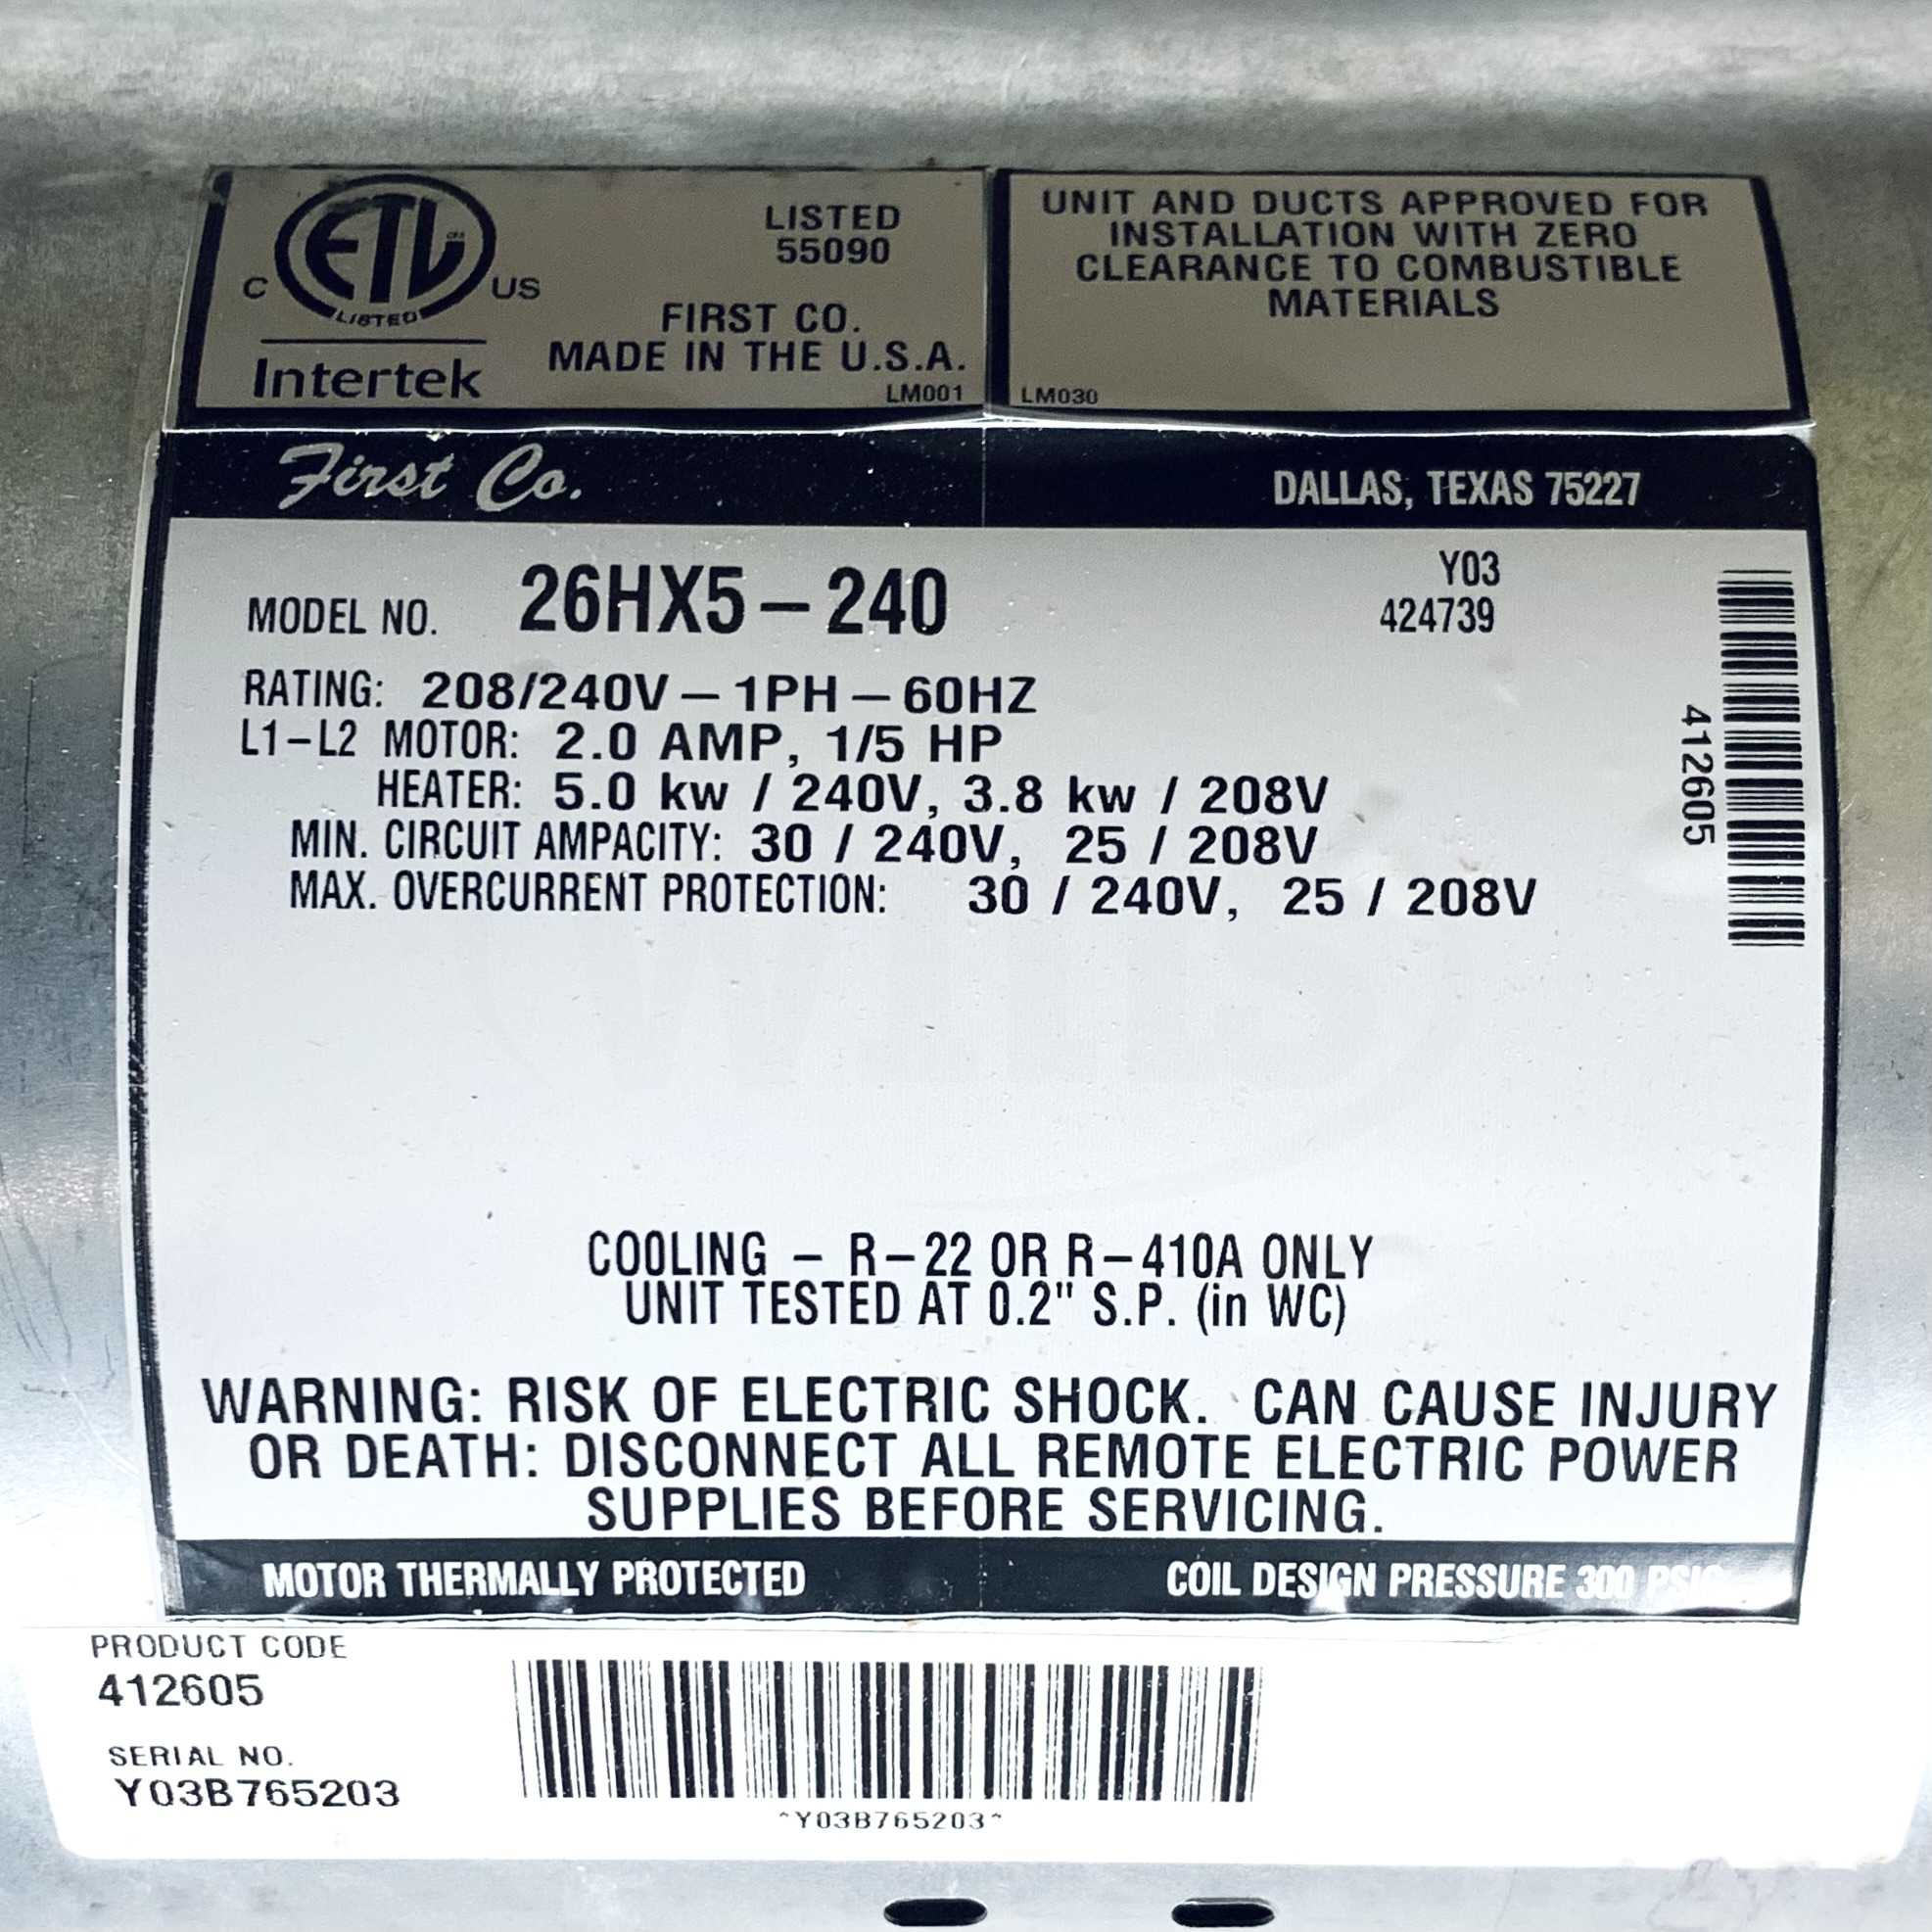 C ETL US
LISTED
Intertek
LISTED
55090
FIRST CO.
MADE IN THE U.S.A.
LM001
UNIT AND DUCTS APPROVED FOR
INSTALLATION WITH ZERO
CLEARANCE TO COMBUSTIBLE
MATERIALS
LM030
First Co.
DALLAS, TEXAS 75227
MODEL NO. 26HX5-240
Y03
424739
RATING: 208/240V-1PH-60HZ
L1-L2 MOTOR: 2.0 AMP, 1/5 HP
HEATER: 5.0 kw / 240V, 3.8 kw / 208V
MIN. CIRCUIT AMPACITY: 30 / 240V, 25 / 208V
MAX. OVERCURRENT PROTECTION: 30 / 240V, 25 / 208V
412605
COOLING - R-22 OR R-410A ONLY
UNIT TESTED AT 0.2" S.P. (in WC)
WARNING: RISK OF ELECTRIC SHOCK. CAN CAUSE INJURY
OR DEATH: DISCONNECT ALL REMOTE ELECTRIC POWER
SUPPLIES BEFORE SERVICING.
MOTOR THERMALLY PROTECTED
COIL DESIGN PRESSURE 300 PSIG
PRODUCT CODE
412605
SERIAL NO.
Y03B765203
*Y03B765203*